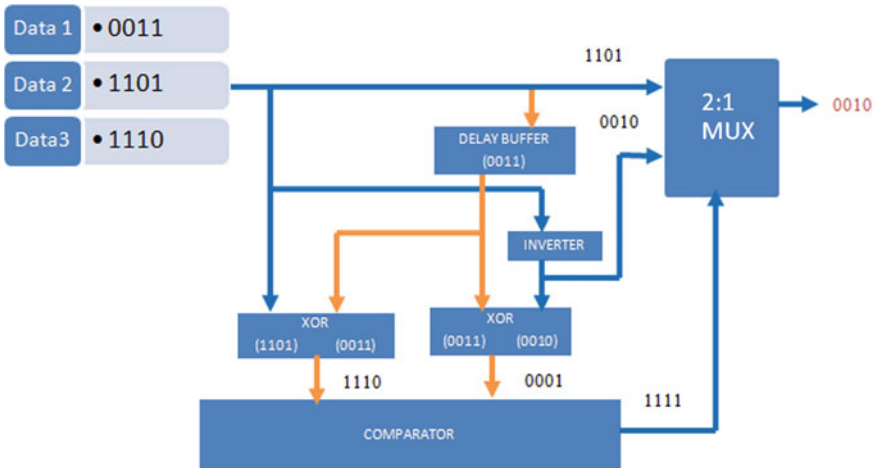 Data 1 • 0011
Data 2 • 1101
Data3 • 1110
1101
0010
2:1
MUX
0010
DELAY BUFFER
(0011)
INVERTER
XOR
(1101) (0011)
XOR
(0011) (0010)
1110
0001
1111
COMPARATOR